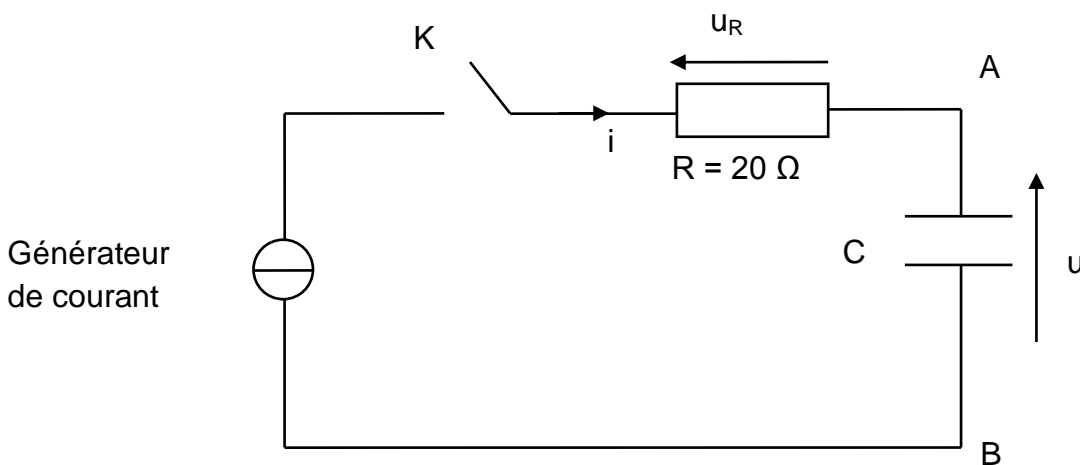 u_R
K
A
i
R = 20 Ω
Générateur
de courant
C
u
B